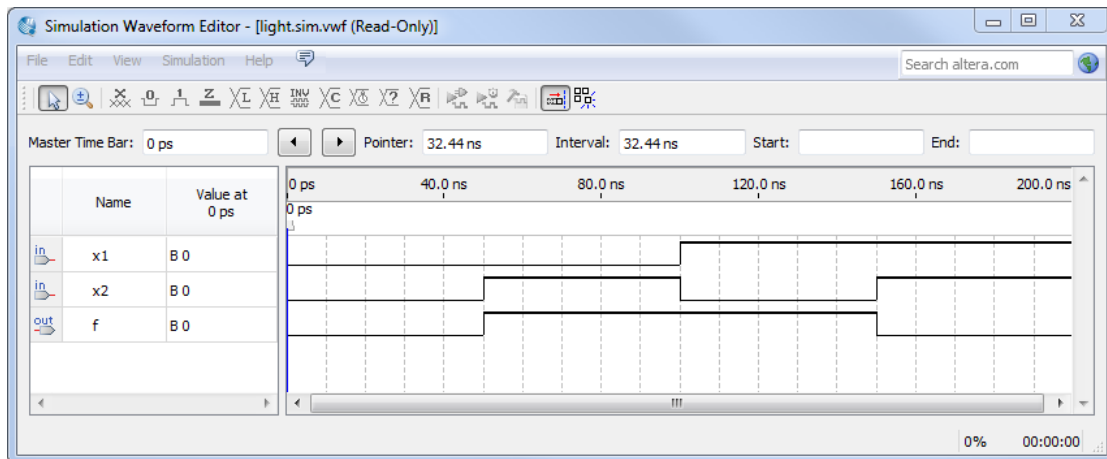 Simulation Waveform Editor - [light.sim.vwf (Read-Only)]
File Edit View Simulation Help
Search altera.com
Master Time Bar: 0 ps Pointer: 32.44 ns Interval: 32.44 ns Start: End:
Name Value at 0 ps
0 ps 40.0 ns 80.0 ns 120.0 ns 160.0 ns 200.0 ns
0 ps
in x1 B 0
in x2 B 0
out f B 0
0% 00:00:00